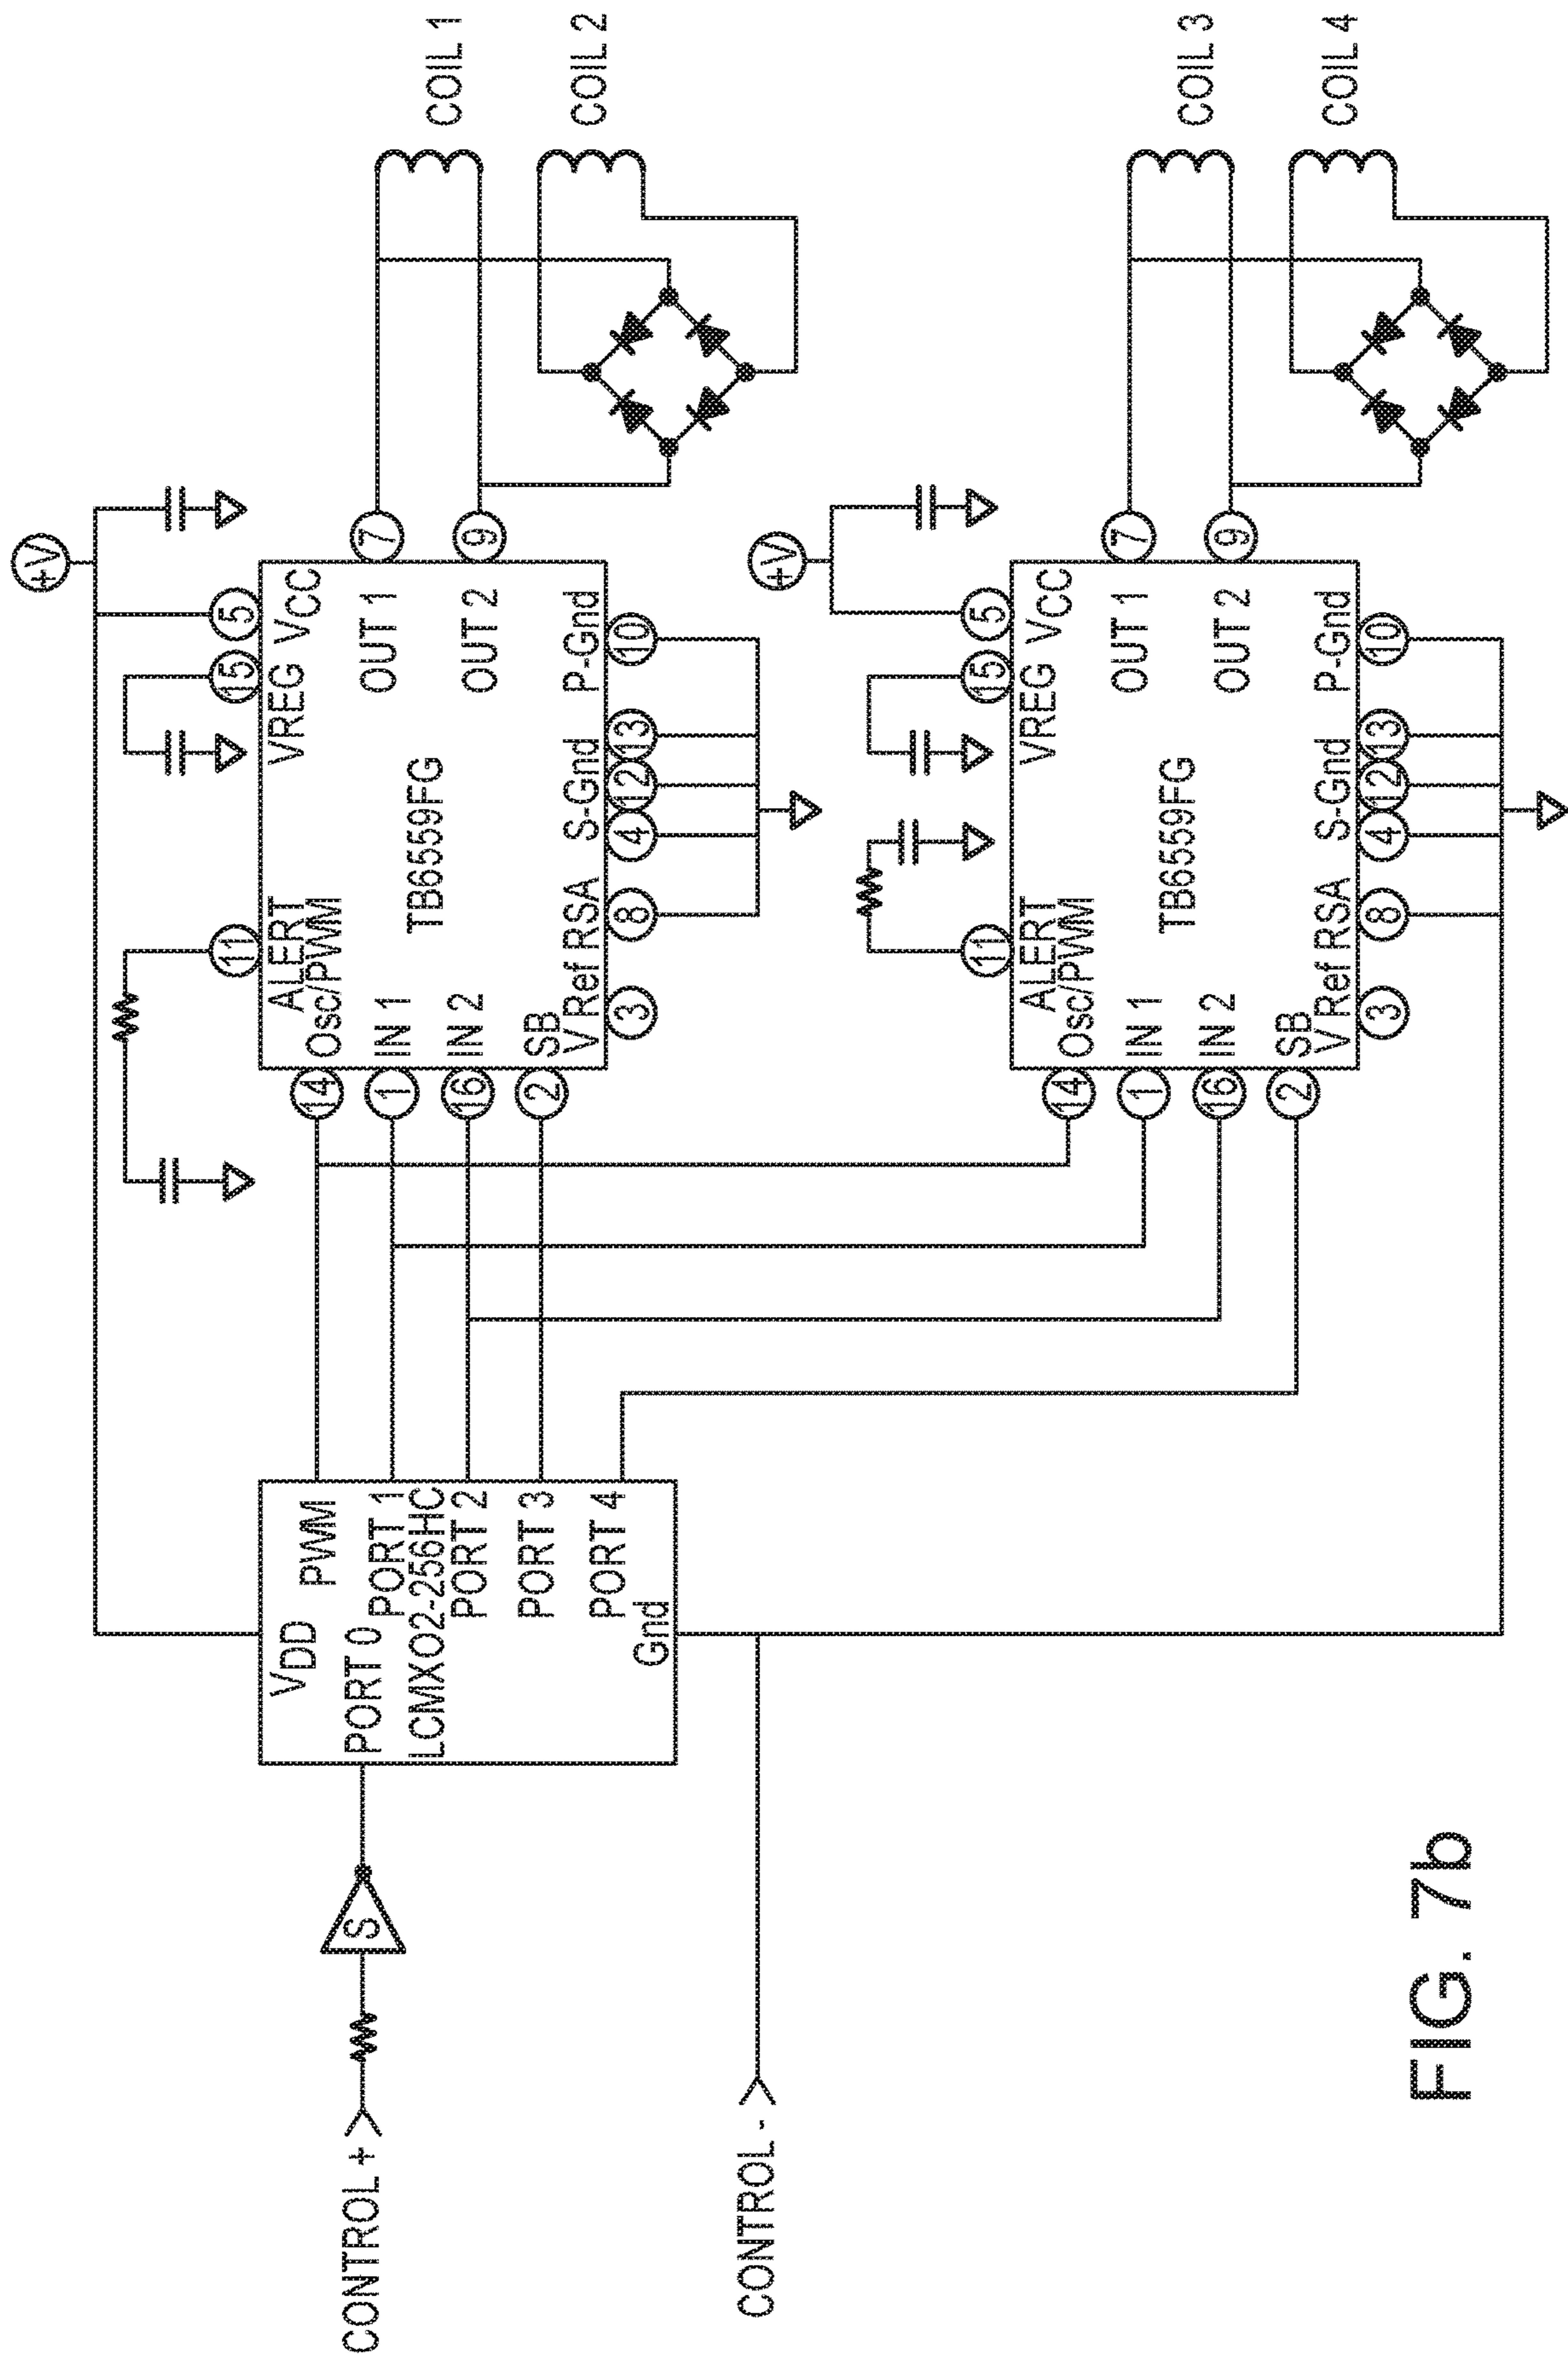 CONTROL +
CONTROL -
S
VDD
PWM
PORT 0
PORT 1
LCMXO2-256HC
PORT 2
PORT 3
PORT 4
Gnd
+V
11
15
5
ALERT
VREG
VCC
14
Osc/PWM
1
IN 1
OUT 1
7
TB6559FG
16
IN 2
OUT 2
9
2
SB
V Ref
RSA
S-Gnd
P-Gnd
3
8
4
12
13
10
COIL 1
COIL 2
+V
11
15
5
ALERT
VREG
VCC
14
Osc/PWM
1
IN 1
OUT 1
7
TB6559FG
16
IN 2
OUT 2
9
2
SB
V Ref
RSA
S-Gnd
P-Gnd
3
8
4
12
13
10
COIL 3
COIL 4
FIG. 7b